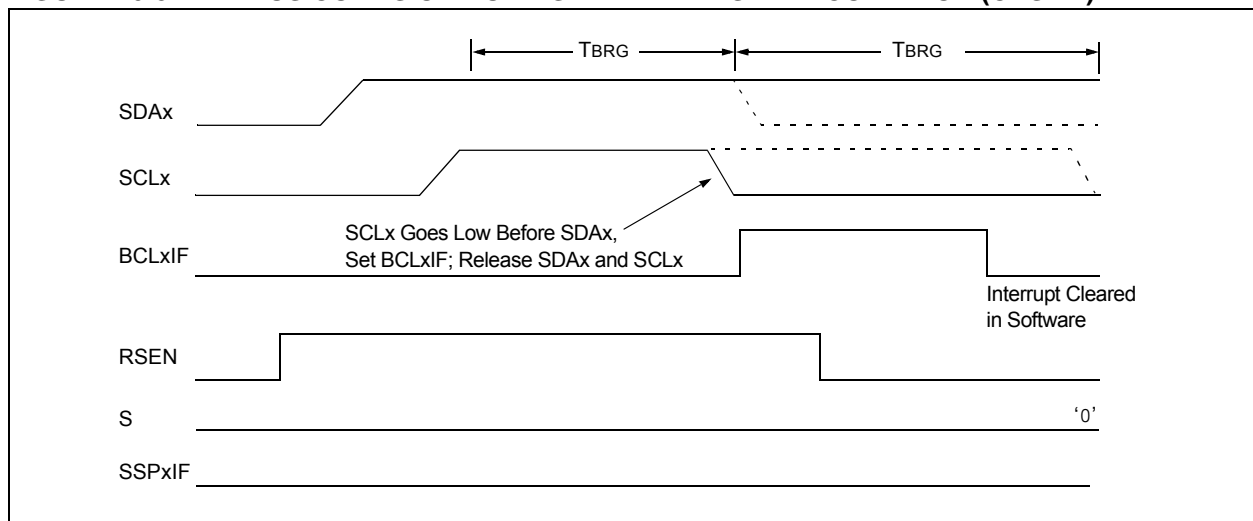 TBRG TBRG
SDAx
SCLx
SCLx Goes Low Before SDAx,
Set BCLxIF; Release SDAx and SCLx
BCLxIF
Interrupt Cleared
in Software
RSEN
S
‘0’
SSPxIF